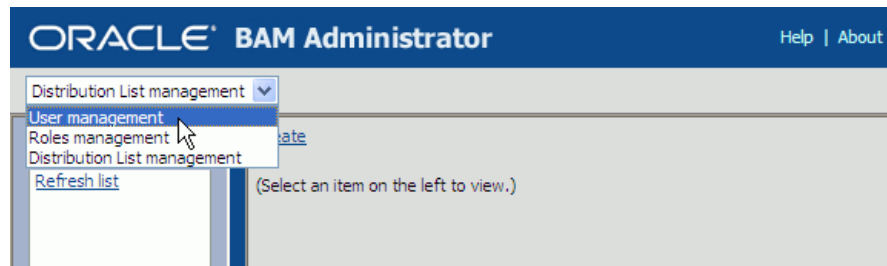 ORACLE BAM Administrator Help | About
Distribution List management
User management
Roles management
Distribution List management
Refresh list
(Select an item on the left to view.)